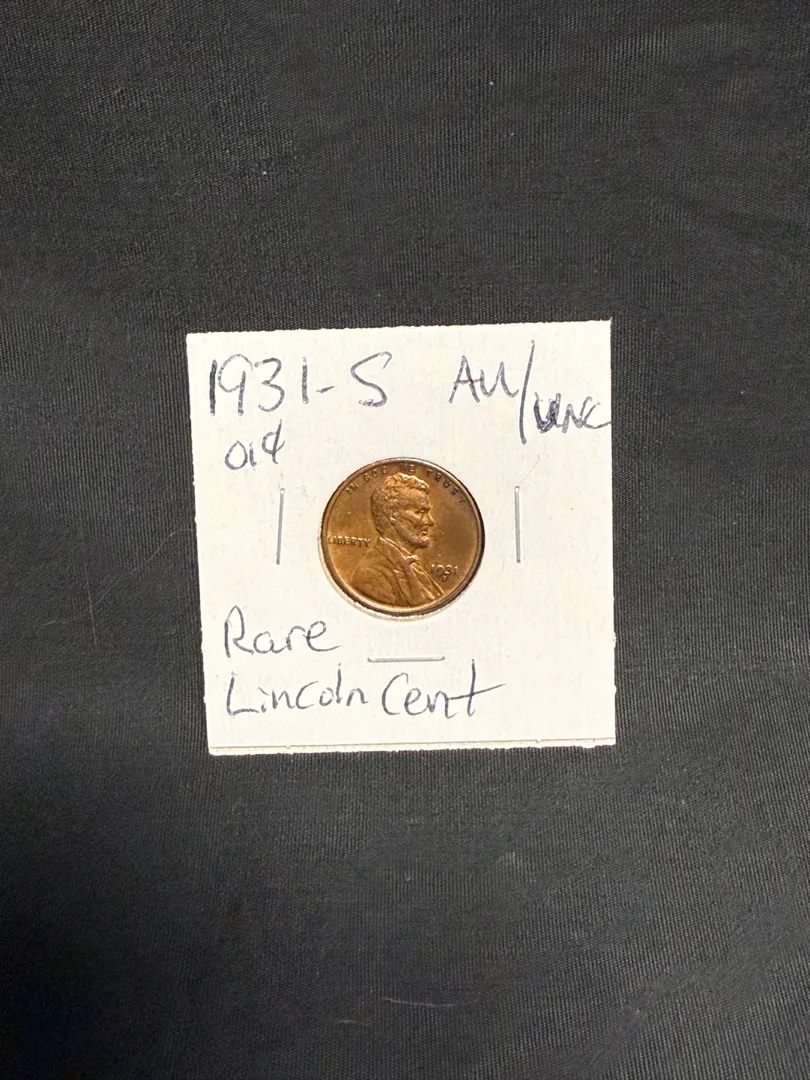 1931-S AU/UNC
01¢
IN GOD WE TRUST
LIBERTY
1931
S
Rare
Lincoln Cent